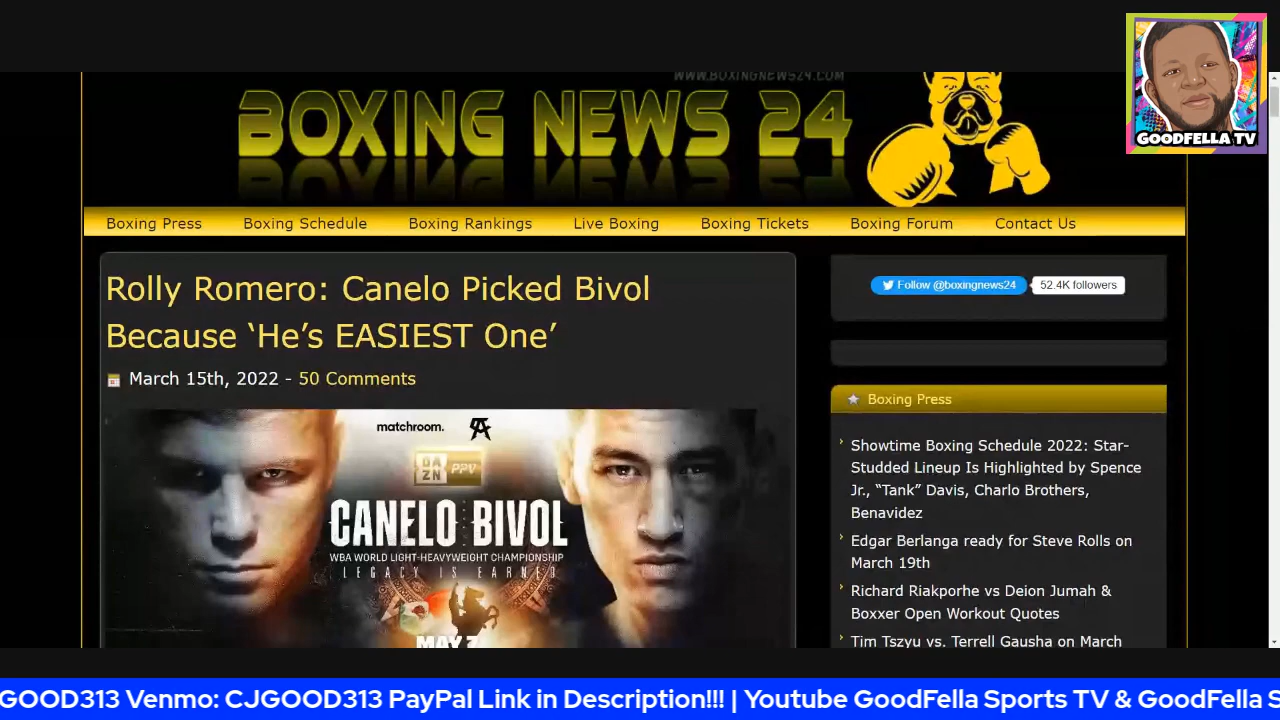 WWW.BOXINGNEWS24.COM
BOXING NEWS 24
GOODFELLA TV
Boxing Press Boxing Schedule Boxing Rankings Live Boxing Boxing Tickets Boxing Forum Contact Us
Rolly Romero: Canelo Picked Bivol
Because ‘He’s EASIEST One’
March 15th, 2022 - 50 Comments
matchroom.
DAZN PPV
CANELO BIVOL
WBA WORLD LIGHT-HEAVYWEIGHT CHAMPIONSHIP
LEGACY IS EARNED
MAY 7
Follow @boxingnews24 52.4K followers
Boxing Press
Showtime Boxing Schedule 2022: Star-
Studded Lineup Is Highlighted by Spence
Jr., “Tank” Davis, Charlo Brothers,
Benavidez
Edgar Berlanga ready for Steve Rolls on
March 19th
Richard Riakporhe vs Deion Jumah &
Boxxer Open Workout Quotes
Tim Tszyu vs. Terrell Gausha on March
GOOD313 Venmo: CJGOOD313 PayPal Link in Description!!! | Youtube GoodFella Sports TV & GoodFella S